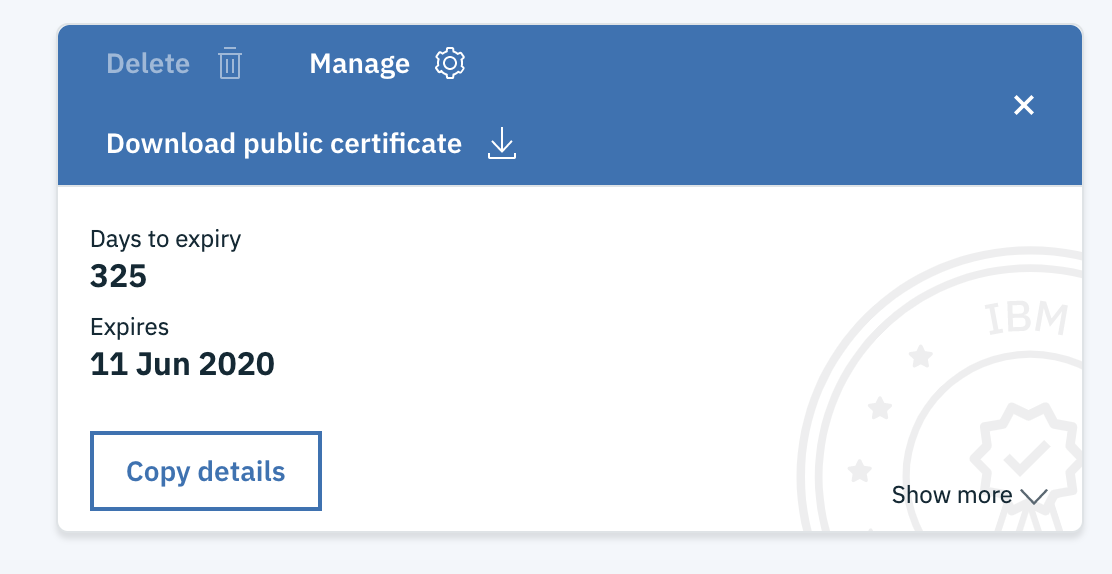 Delete Manage
Download public certificate
Days to expiry
325
Expires
11 Jun 2020
IBM
Copy details
Show more